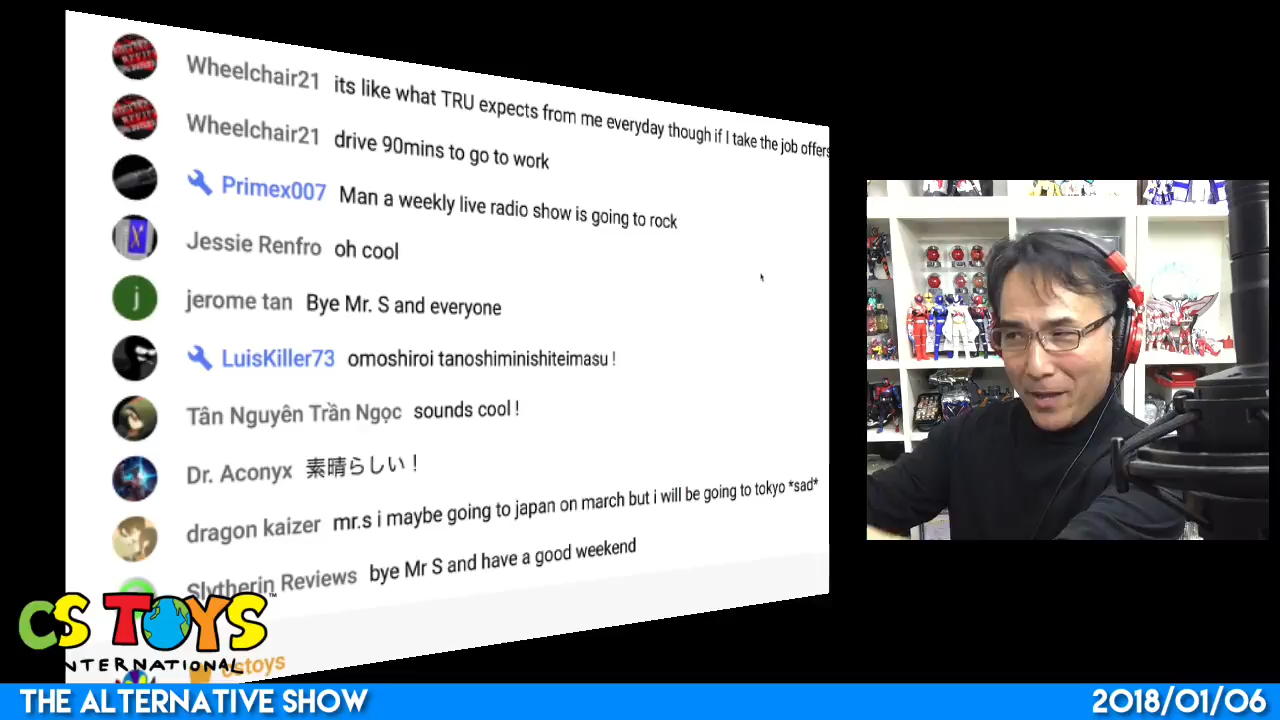 Wheelchair21 its like what TRU expects from me everyday though if I take the job offers
Wheelchair21 drive 90mins to go to work
Primex007 Man a weekly live radio show is going to rock
Jessie Renfro oh cool
j jerome tan Bye Mr. S and everyone
LuisKiller73 omoshiroi tanoshiminishiteimasu !
Tân Nguyên Trần Ngọc sounds cool !
Dr. Aconyx 素晴らしい！
dragon kaizer mr.s i maybe going to japan on march but i will be going to tokyo *sad*
Slytherin Reviews bye Mr S and have a good weekend
CS TOYS™
INTERNATIONAL
cstoys
THE ALTERNATIVE SHOW
2018/01/06